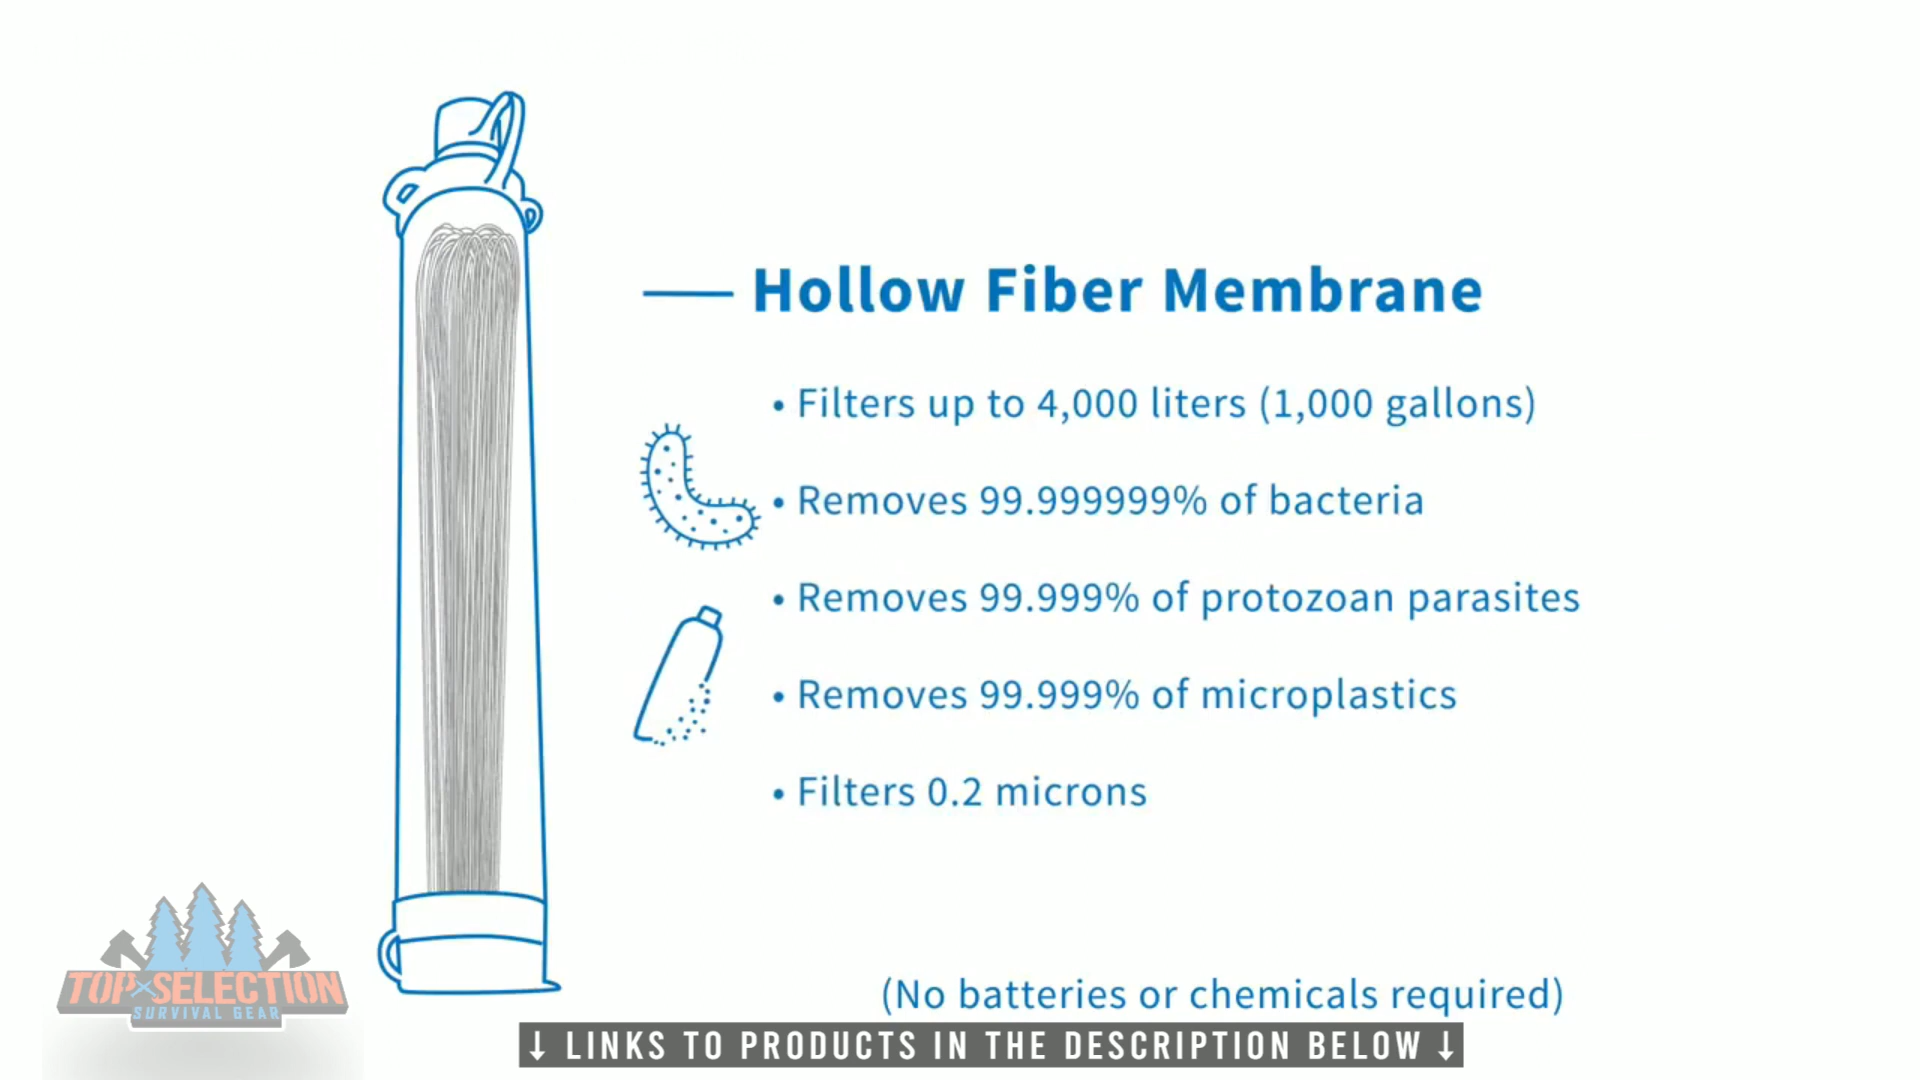 Hollow Fiber Membrane
• Filters up to 4,000 liters (1,000 gallons)
• Removes 99.999999% of bacteria
• Removes 99.999% of protozoan parasites
• Removes 99.999% of microplastics
• Filters 0.2 microns
(No batteries or chemicals required)
TOP SELECTION
SURVIVAL GEAR
↓ LINKS TO PRODUCTS IN THE DESCRIPTION BELOW ↓